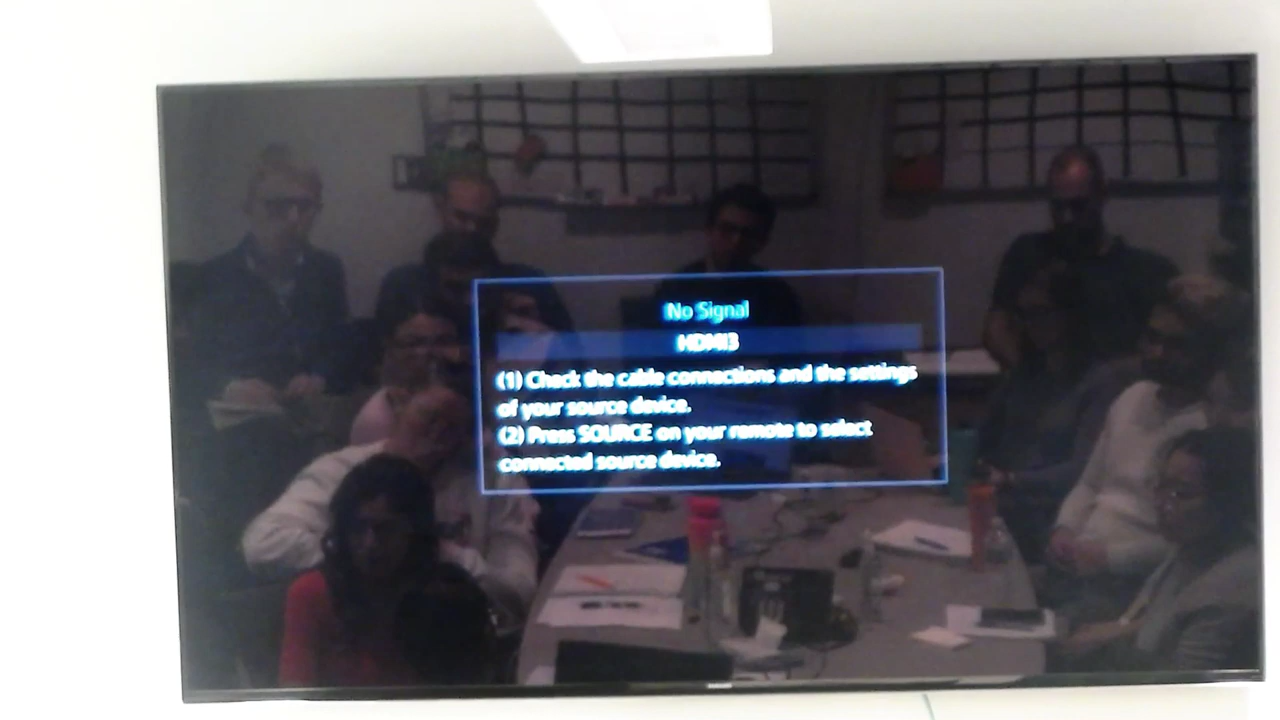 No Signal
HDMI3
(1) Check the cable connections and the settings
of your source device.
(2) Press SOURCE on your remote to select
connected source device.